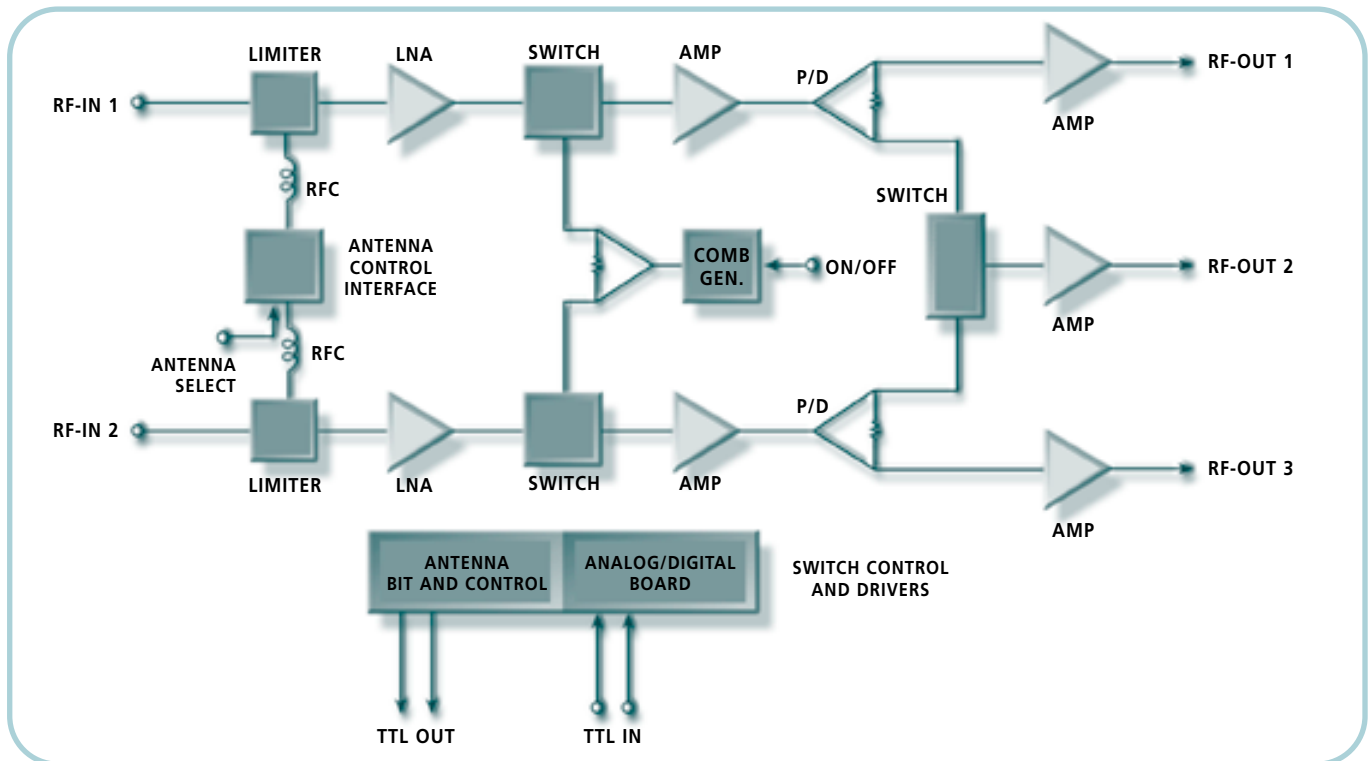 LIMITER
LNA
SWITCH
AMP
P/D
RF-OUT 1
RF-IN 1
AMP
RFC
SWITCH
ANTENNA
CONTROL
INTERFACE
COMB
GEN.
ON/OFF
RF-OUT 2
AMP
RFC
ANTENNA
SELECT
P/D
RF-IN 2
LIMITER
LNA
SWITCH
AMP
RF-OUT 3
AMP
ANTENNA
BIT AND CONTROL
ANALOG/DIGITAL
BOARD
SWITCH CONTROL
AND DRIVERS
TTL OUT
TTL IN